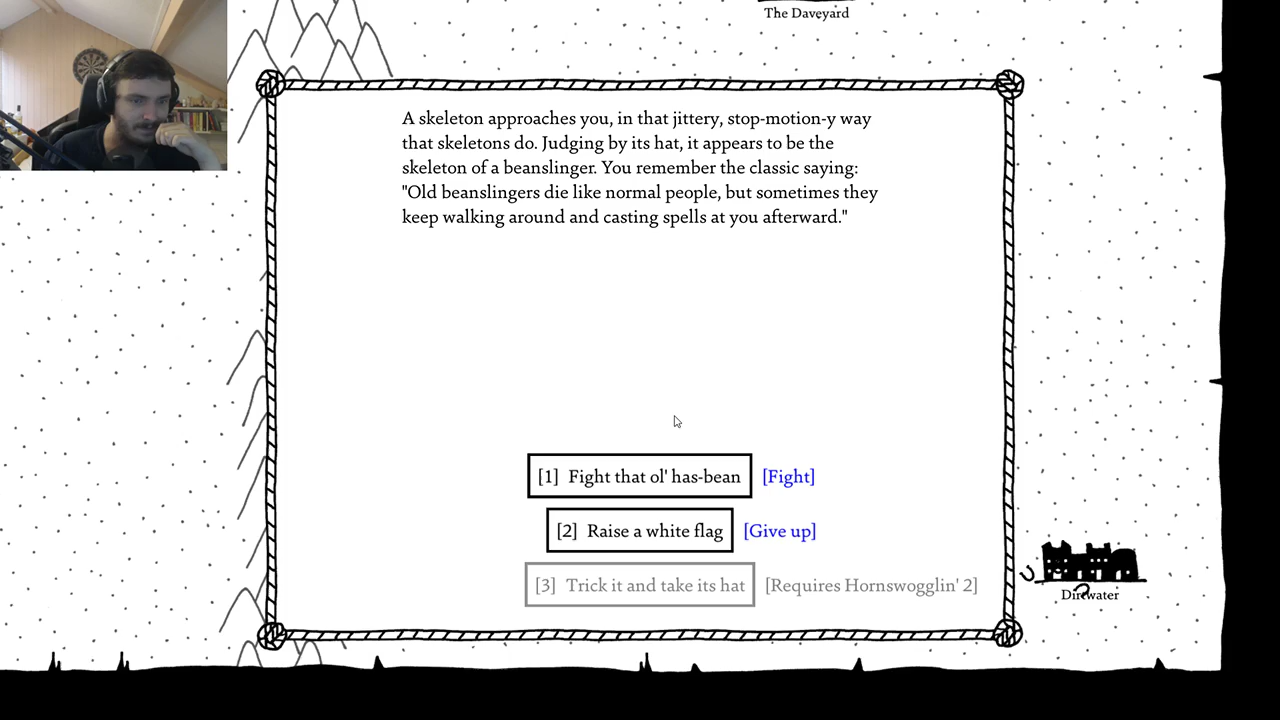 The Daveyard
A skeleton approaches you, in that jittery, stop-motion-y way
that skeletons do. Judging by its hat, it appears to be the
skeleton of a beanslinger. You remember the classic saying:
"Old beanslingers die like normal people, but sometimes they
keep walking around and casting spells at you afterward."
[1] Fight that ol' has-bean [Fight]
[2] Raise a white flag [Give up]
[3] Trick it and take its hat [Requires Hornswogglin' 2]
Dirtwater